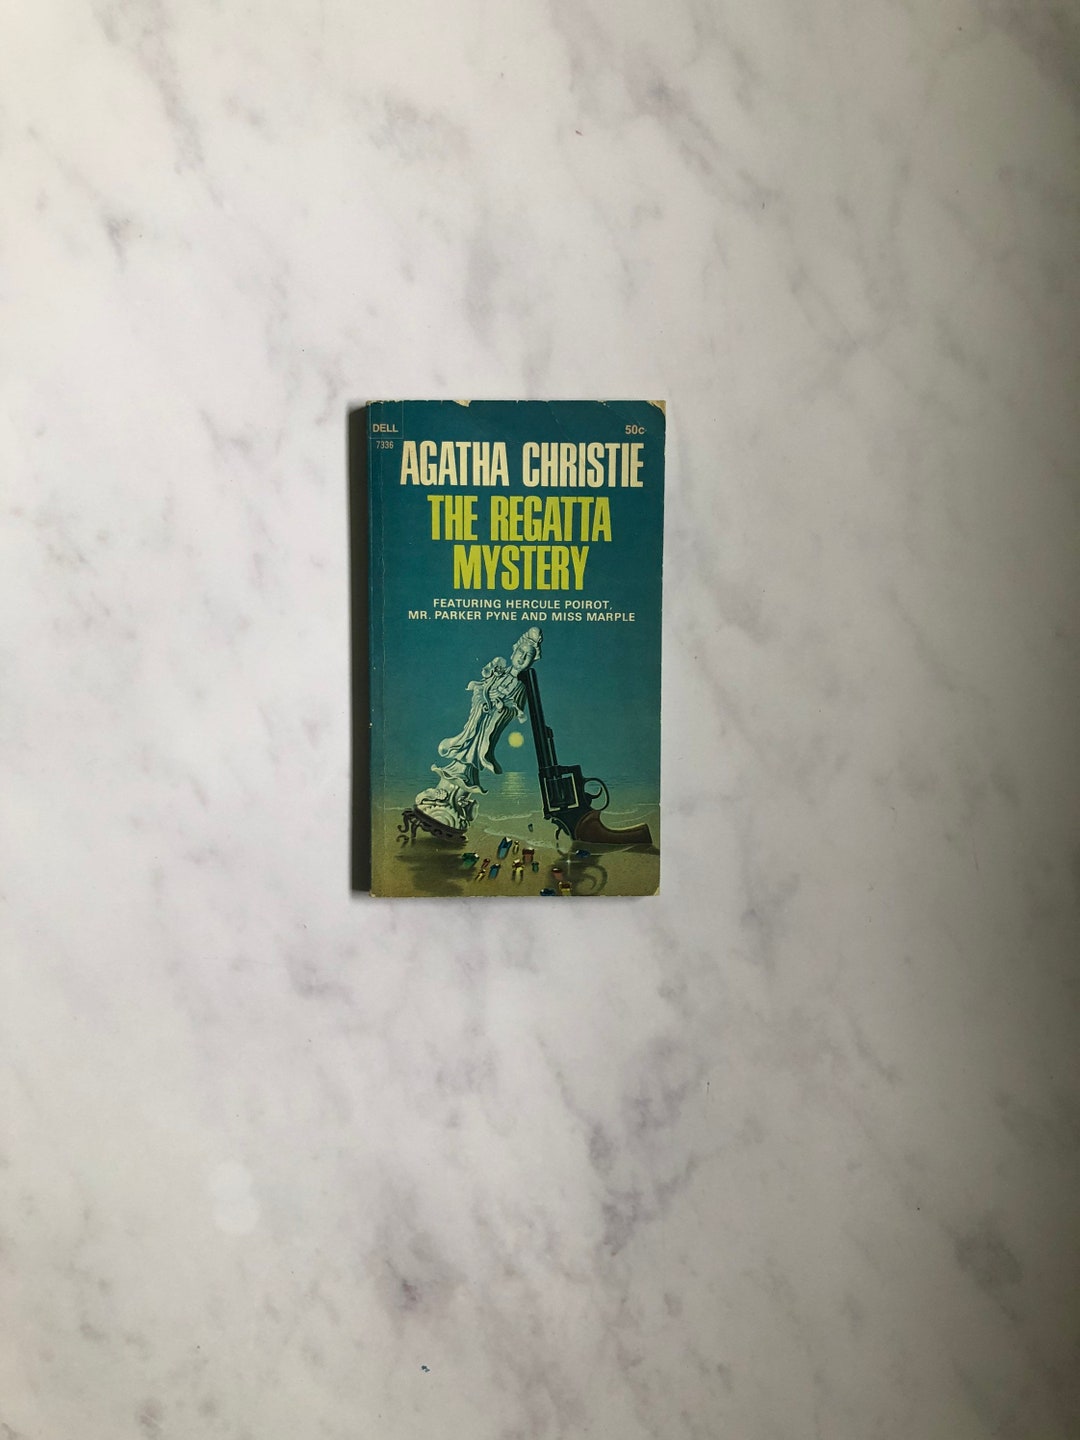 DELL
7336
50c
AGATHA CHRISTIE
THE REGATTA
MYSTERY
FEATURING HERCULE POIROT,
MR. PARKER PYNE AND MISS MARPLE